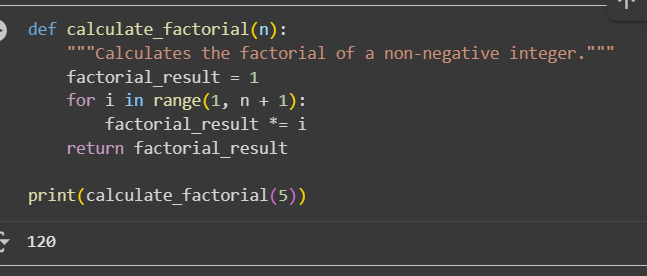 def calculate_factorial(n):
    """Calculates the factorial of a non-negative integer."""
    factorial_result = 1
    for i in range(1, n + 1):
        factorial_result *= i
    return factorial_result

print(calculate_factorial(5))
120